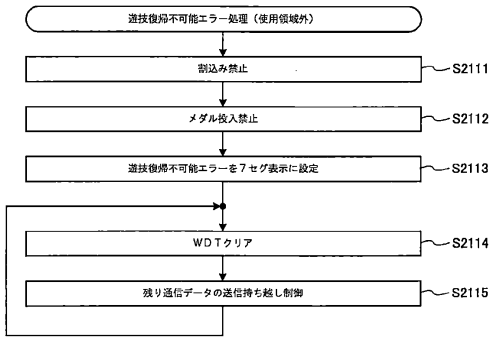 遊技復帰不可能エラー処理（使用領域外）
割込み禁止
S2111
メダル投入禁止
S2112
遊技復帰不可能エラーを７セグ表示に設定
S2113
ＷＤＴクリア
S2114
残り通信データの送信持ち越し制御
S2115